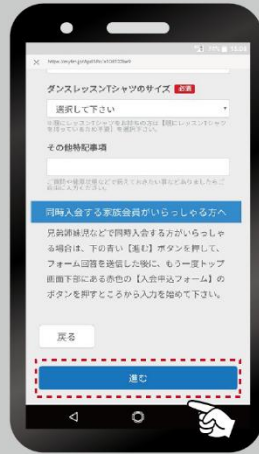 ダンスレッスンTシャツのサイズ 必須
選択して下さい
その他特記事項
同時入会する家族会員がいらっしゃる方へ
兄弟姉妹児などで同時入会する方がいらっしゃ
る場合は、下の青い【進む】ボタンを押して、
フォーム回答を送信した後に、もう一度トップ
画面下部にある赤色の【入会申込フォーム】の
ボタンを押すところから入力を始めて下さい。
戻る
進む